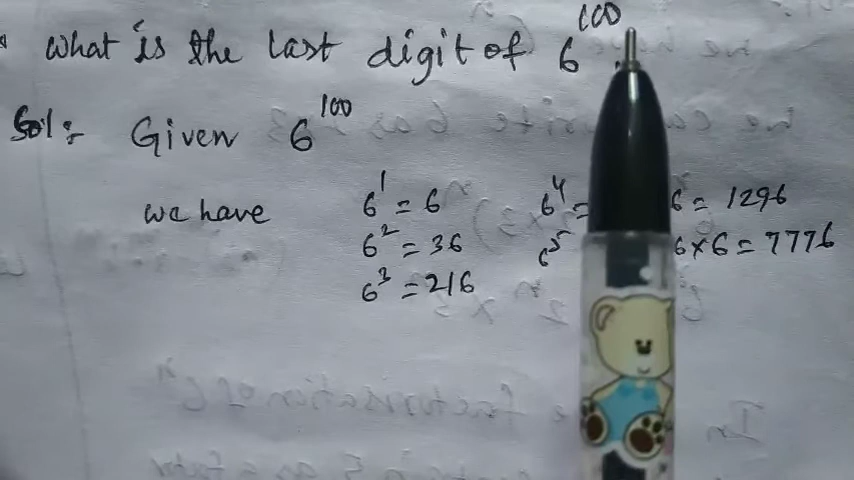 What is the last digit of 6^100
Sol:- Given 6^100
we have 6^1 = 6 6^4 = 6 = 1296
6^2 = 36 6^5 6×6 = 7776
6^3 = 216